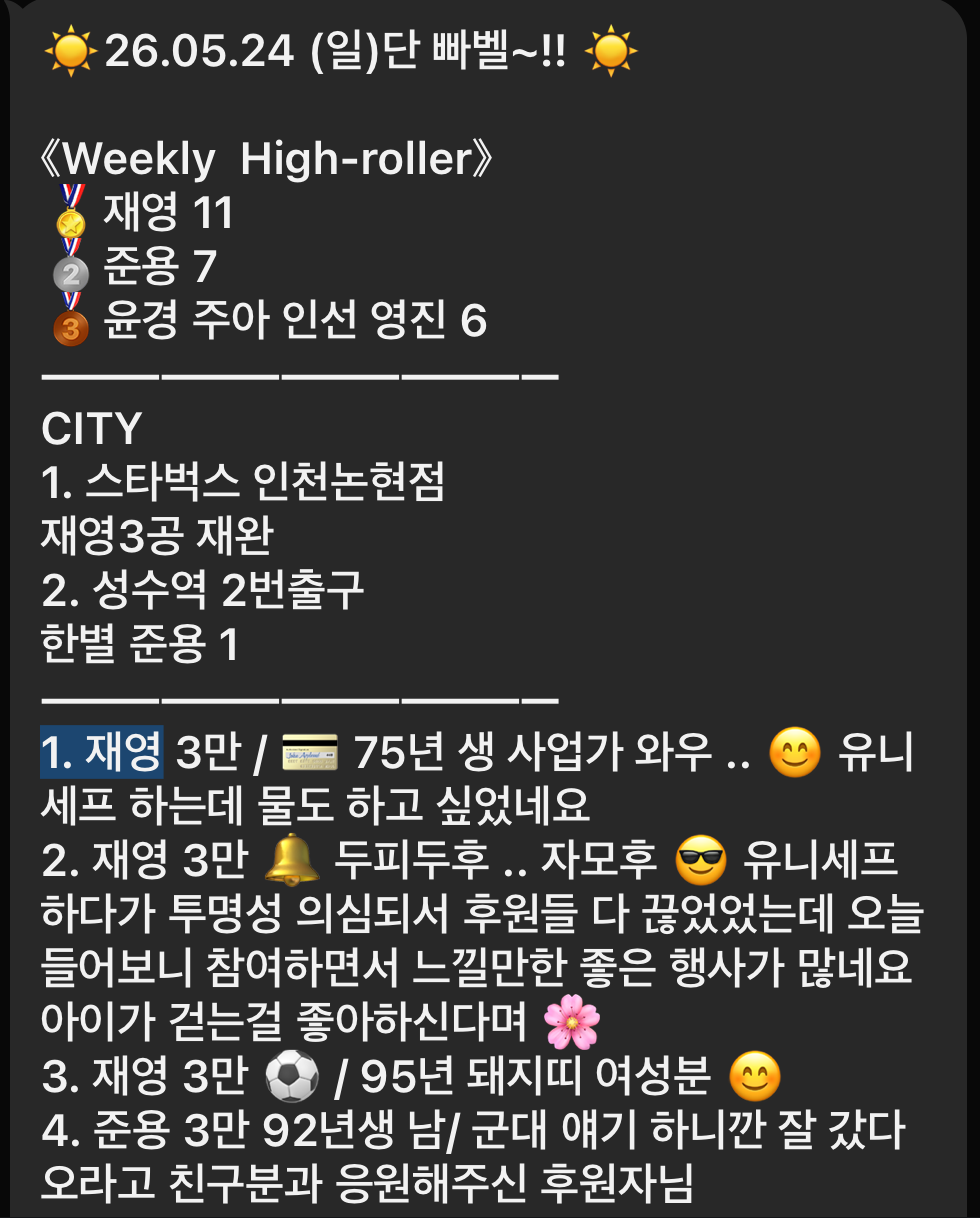 ☀️26.05.24 (일)단 빠벨~!! ☀️
《Weekly  High-roller》
🥇 재영 11
🥈 준용 7
🥉 윤경 주아 인선 영진 6
—————————————
CITY
1. 스타벅스 인천논현점
재영3공 재완
2. 성수역 2번출구
한별 준용 1
—————————————
1. 재영 3만 / 💳 75년 생 사업가 와우 .. 😊 유니
세프 하는데 물도 하고 싶었네요
2. 재영 3만 🔔 두피두후 .. 자모후 😎 유니세프
하다가 투명성 의심되서 후원들 다 끊었었는데 오늘
들어보니 참여하면서 느낄만한 좋은 행사가 많네요
아이가 걷는걸 좋아하신다며 🌸
3. 재영 3만 ⚽ / 95년 돼지띠 여성분 😊
4. 준용 3만 92년생 남/ 군대 얘기 하니깐 잘 갔다
오라고 친구분과 응원해주신 후원자님